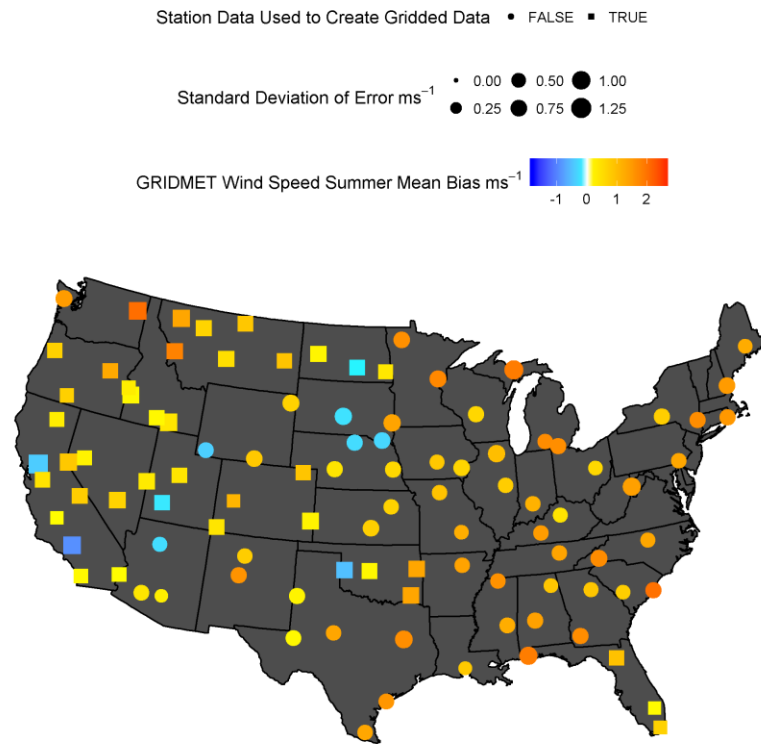 Station Data Used to Create Gridded Data FALSE TRUE
Standard Deviation of Error ms⁻¹ 0.00 0.50 1.00
0.25 0.75 1.25
GRIDMET Wind Speed Summer Mean Bias ms⁻¹
-1 0 1 2